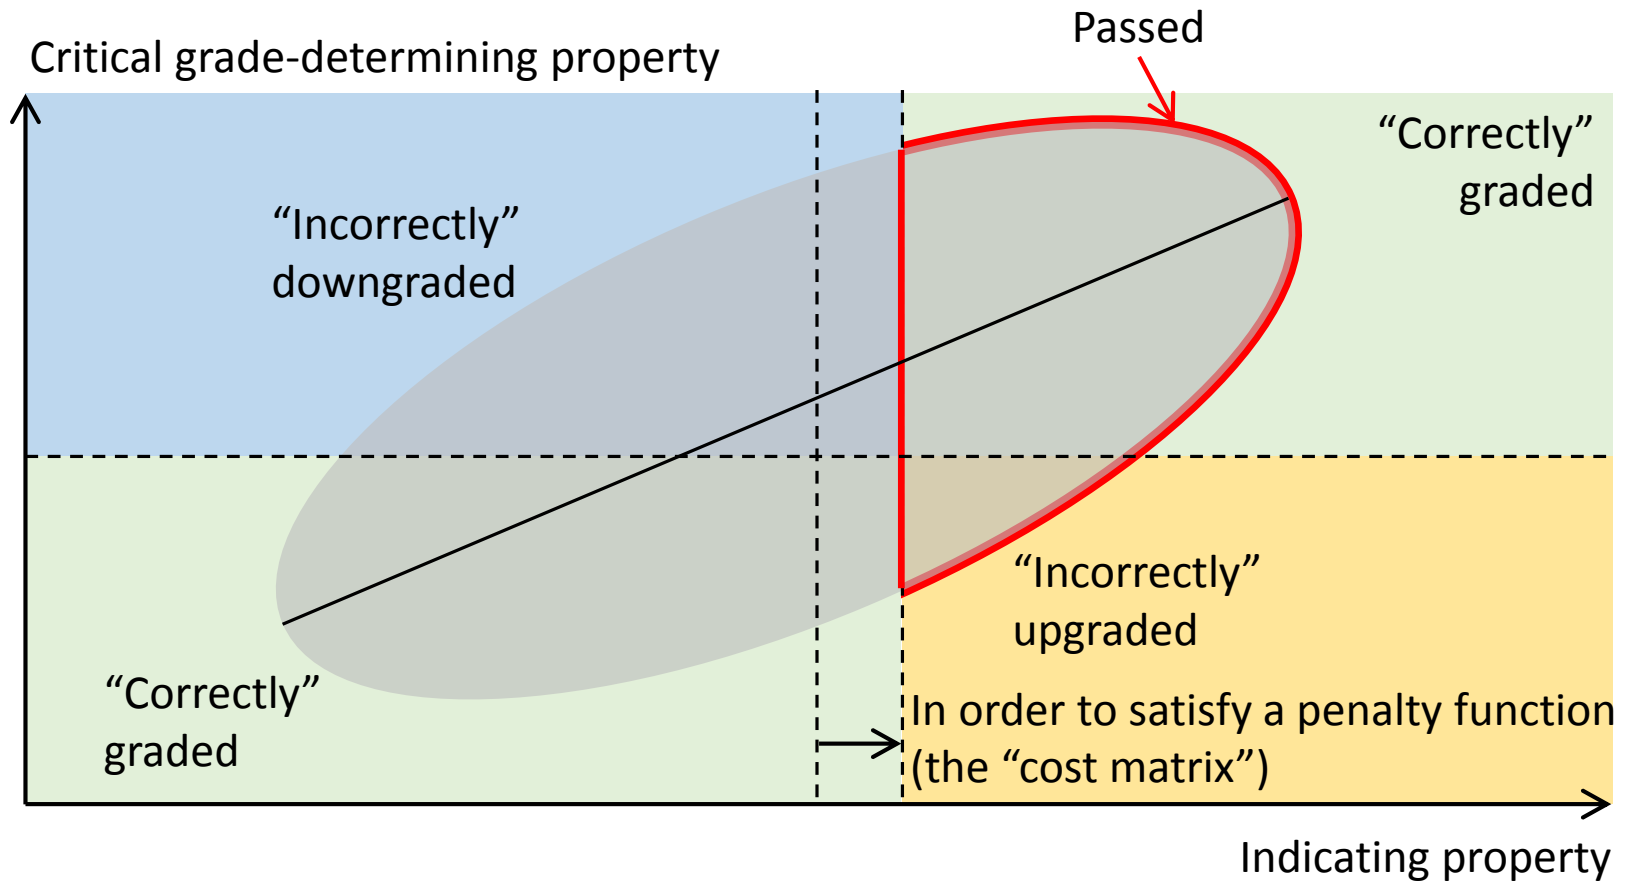 Passed
Critical grade-determining property
“Correctly”
graded
“Incorrectly”
downgraded
“Incorrectly”
upgraded
“Correctly”
graded
In order to satisfy a penalty function
(the “cost matrix”)
Indicating property